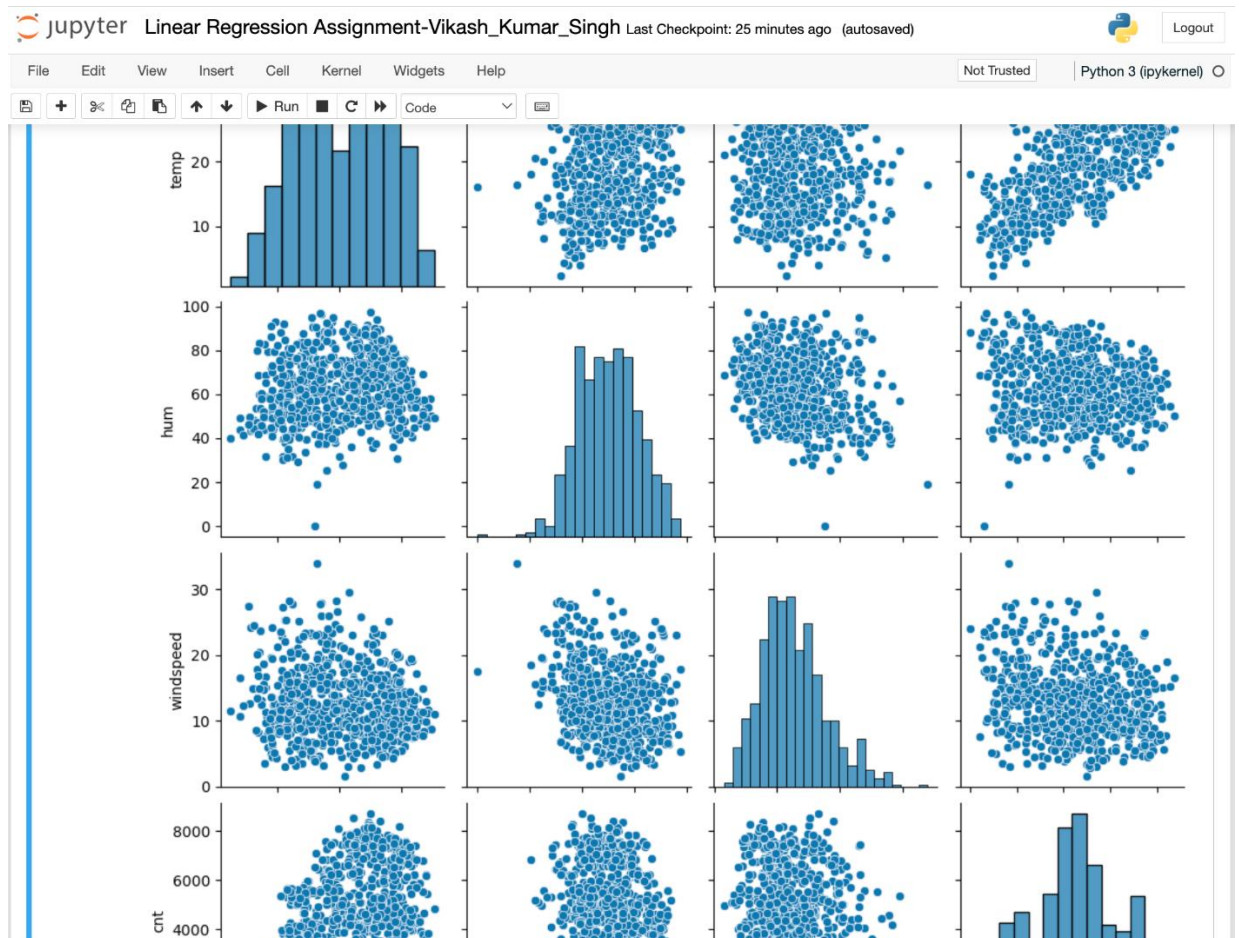 jupyter Linear Regression Assignment-Vikash_Kumar_Singh Last Checkpoint: 25 minutes ago (autosaved)
Logout
File Edit View Insert Cell Kernel Widgets Help
Not Trusted Python 3 (ipykernel)
Run Code
temp
20
10
hum
100
80
60
40
20
0
windspeed
30
20
10
0
cnt
8000
6000
4000